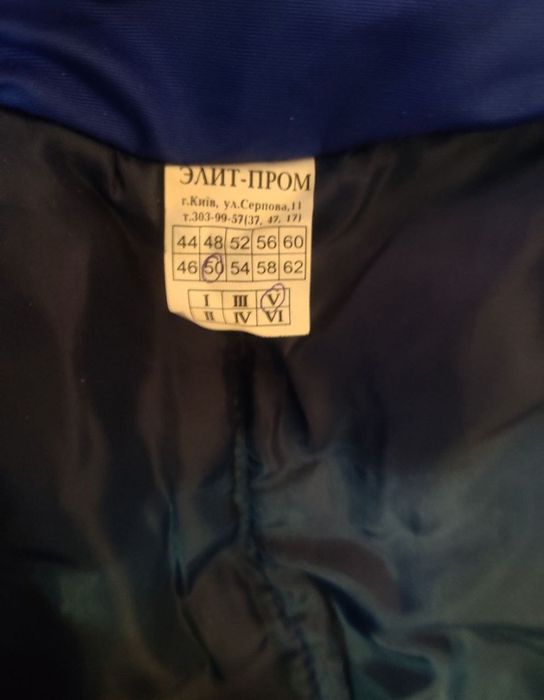 ЭЛИТ-ПРОМ
г.Київ, ул.Серпова,11
т.303-99-57(37, 47, 17)
44 48 52 56 60
46 50 54 58 62
I III V
II IV VI